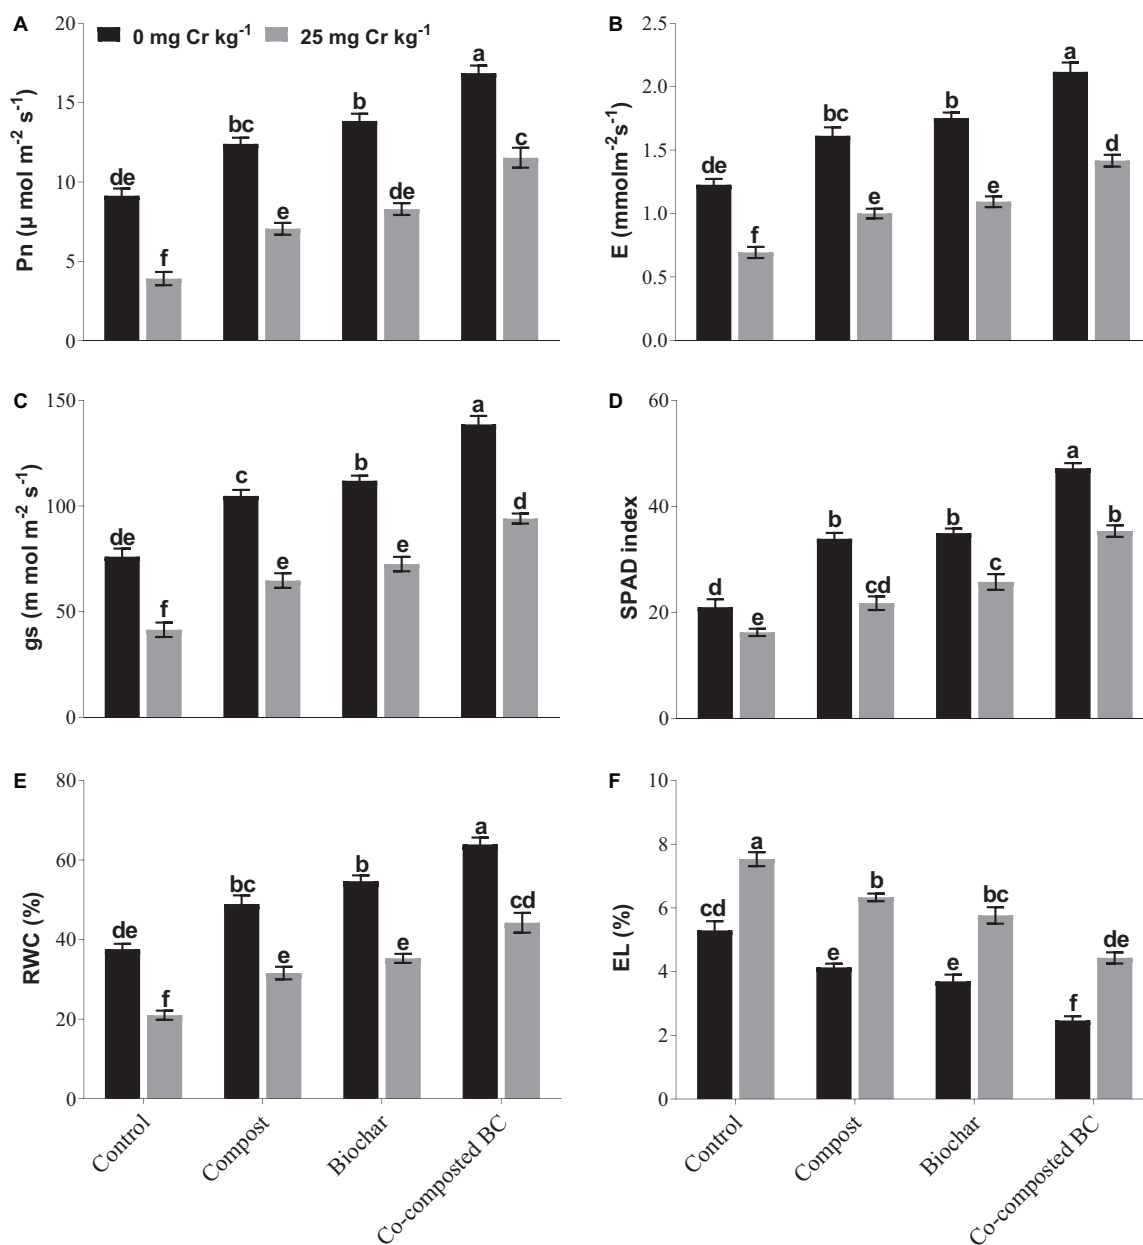 A
Pn (µ mol m-2 s-1)
20
15
10
5
0
0 mg Cr kg-1
25 mg Cr kg-1
de
f
bc
e
b
de
a
c
B
E (mmolm-2s-1)
2.5
2.0
1.5
1.0
0.5
0.0
de
f
bc
e
b
e
a
d
C
gs (m mol m-2 s-1)
150
100
50
0
de
f
c
e
b
e
a
d
D
SPAD index
60
40
20
0
d
e
b
cd
b
c
a
b
E
RWC (%)
80
60
40
20
0
de
f
bc
e
b
e
a
cd
Control
Compost
Biochar
Co-composted BC
F
EL (%)
10
8
6
4
2
0
cd
a
e
b
e
bc
f
de
Control
Compost
Biochar
Co-composted BC